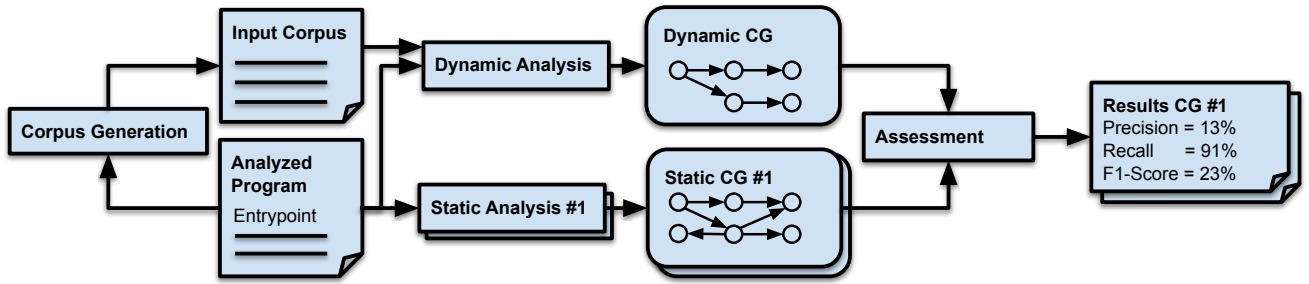 Input Corpus
Corpus Generation
Analyzed
Program
Entrypoint
Dynamic Analysis
Static Analysis #1
Dynamic CG
Static CG #1
Assessment
Results CG #1
Precision = 13%
Recall = 91%
F1-Score = 23%